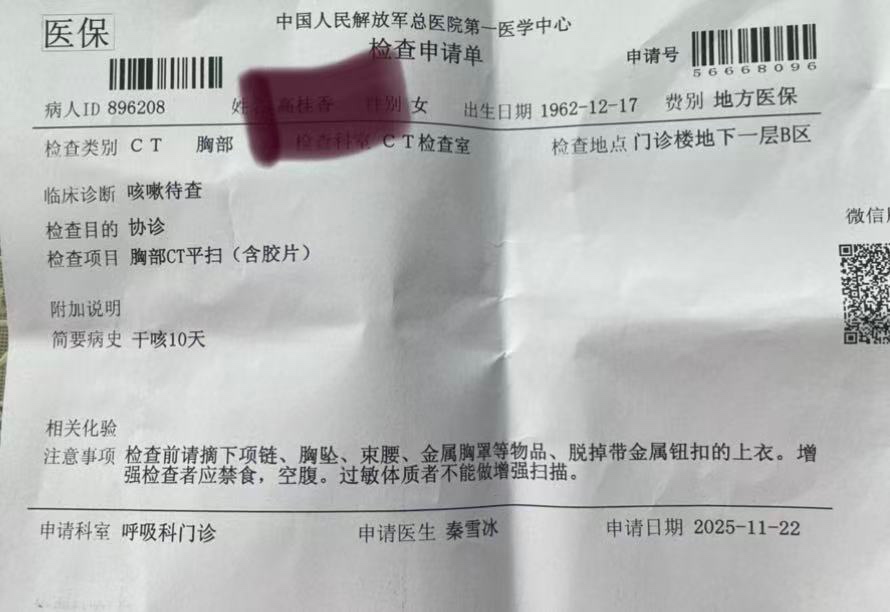 医保
中国人民解放军总医院第一医学中心
检查申请单
申请号
56668096
病人ID 896208 姓名 性别 女 出生日期 1962-12-17 费别 地方医保
检查类别 CT 胸部 检查科室 CT检查室 检查地点 门诊楼地下一层B区
临床诊断 咳嗽待查
微信
检查目的 协诊
检查项目 胸部CT平扫（含胶片）
附加说明
简要病史 干咳10天
相关化验
注意事项 检查前请摘下项链、胸坠、束腰、金属胸罩等物品、脱掉带金属钮扣的上衣。增
强检查者应禁食，空腹。过敏体质者不能做增强扫描。
申请科室 呼吸科门诊 申请医生 秦雪冰 申请日期 2025-11-22